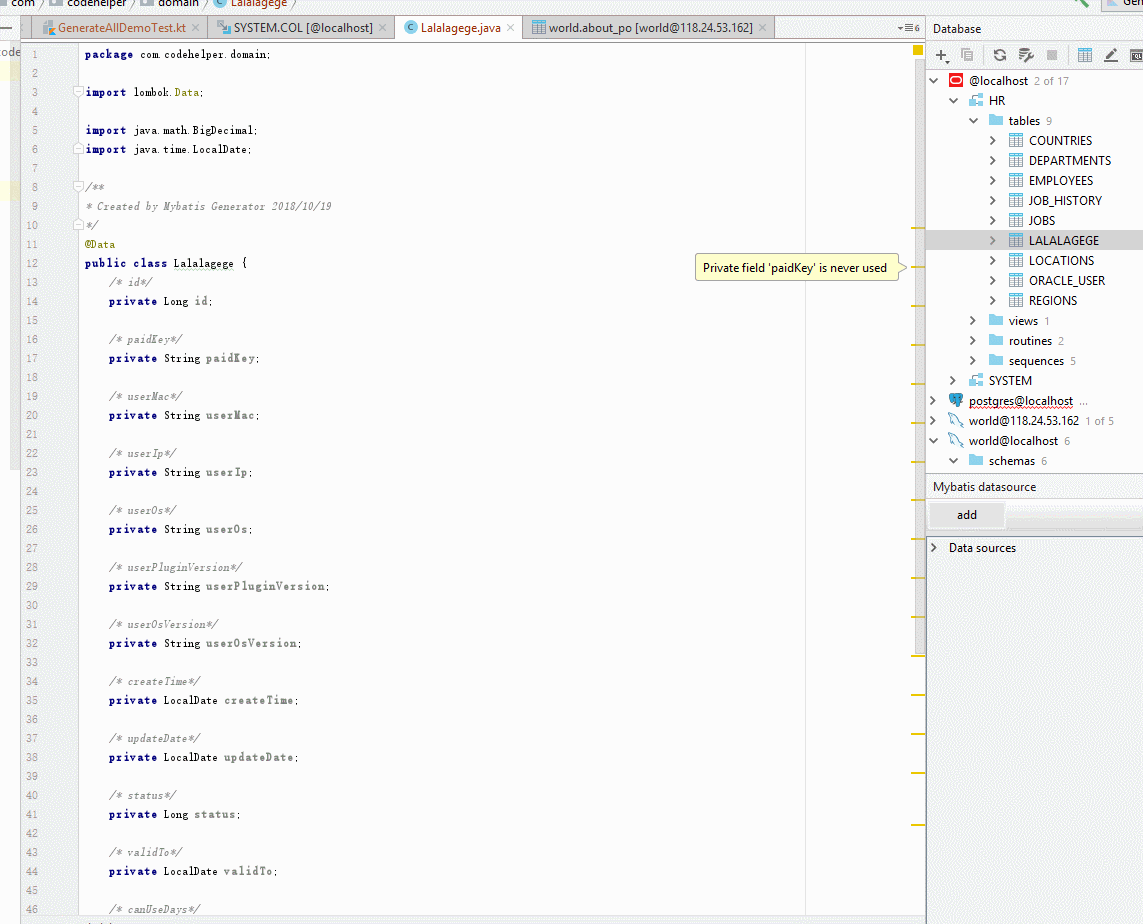 com codehelper domain Lalalagege
GenerateAllDemoTest.kt SYSTEM.COL [@localhost] Lalalagege.java world.about_po [world@118.24.53.162] 6
1 package com.codehelper.domain;
2
3 import lombok.Data;
4
5 import java.math.BigDecimal;
6 import java.time.LocalDate;
7
8 /**
9 * Created by Mybatis Generator 2018/10/19
10 */
11 @Data
12 public class Lalalagege {
13 /* id*/
14 private Long id;
15
16 /* paidKey*/
17 private String paidKey;
18
19 /* userMac*/
20 private String userMac;
21
22 /* userIp*/
23 private String userIp;
24
25 /* userOs*/
26 private String userOs;
27
28 /* userPluginVersion*/
29 private String userPluginVersion;
30
31 /* userOsVersion*/
32 private String userOsVersion;
33
34 /* createTime*/
35 private LocalDate createTime;
36
37 /* updateDate*/
38 private LocalDate updateDate;
39
40 /* status*/
41 private Long status;
42
43 /* validTo*/
44 private LocalDate validTo;
45
46 /* canUseDays*/
Private field 'paidKey' is never used
Database
@localhost 2 of 17
HR
tables 9
COUNTRIES
DEPARTMENTS
EMPLOYEES
JOB_HISTORY
JOBS
LALALAGEGE
LOCATIONS
ORACLE_USER
REGIONS
views 1
routines 2
sequences 5
SYSTEM
postgres@localhost ...
world@118.24.53.162 1 of 5
world@localhost 6
schemas 6
Mybatis datasource
add
Data sources